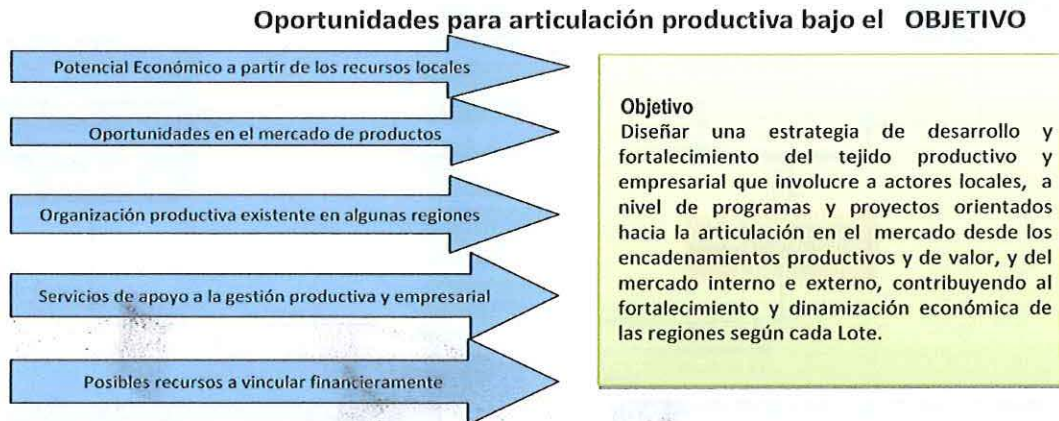 Oportunidades para articulación productiva bajo el OBJETIVO
Potencial Económico a partir de los recursos locales
Oportunidades en el mercado de productos
Organización productiva existente en algunas regiones
Servicios de apoyo a la gestión productiva y empresarial
Posibles recursos a vincular financieramente
Objetivo
Diseñar una estrategia de desarrollo y
fortalecimiento del tejido productivo y
empresarial que involucre a actores locales, a
nivel de programas y proyectos orientados
hacia la articulación en el mercado desde los
encadenamientos productivos y de valor, y del
mercado interno e externo, contribuyendo al
fortalecimiento y dinamización económica de
las regiones según cada Lote.